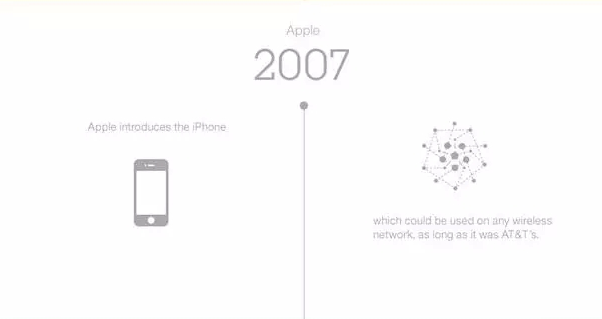 Apple
2007
Apple introduces the iPhone
which could be used on any wireless
network, as long as it was AT&T's.